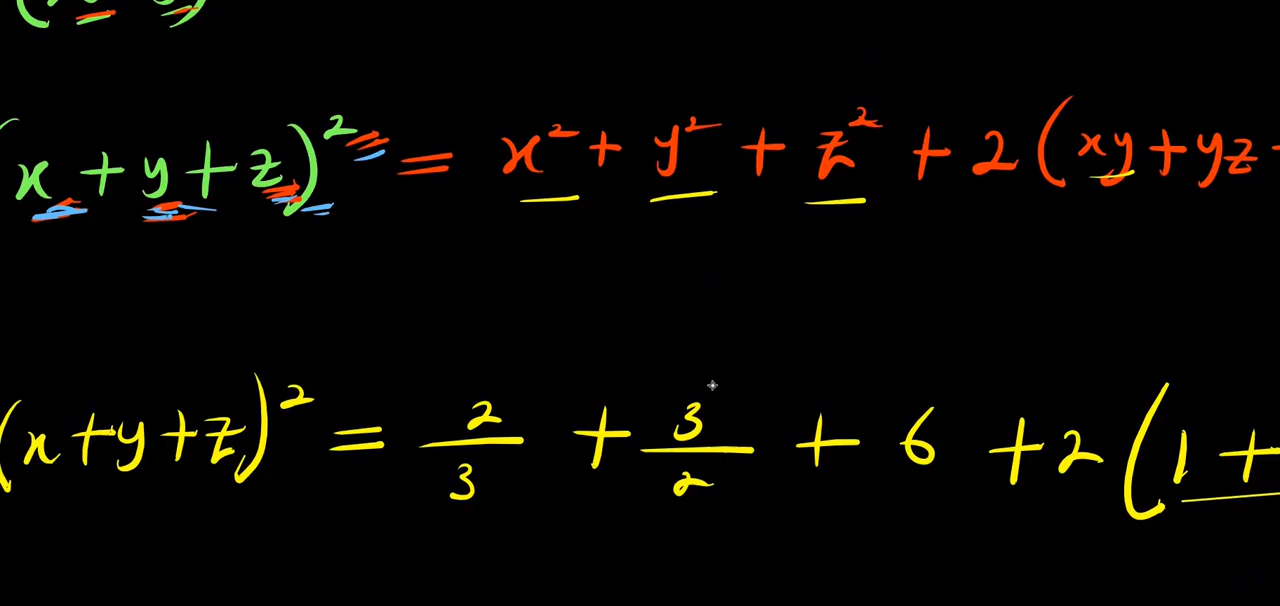 (x + y + z)² = x² + y² + z² + 2(xy + yz +
(x + y + z)² = 2/3 + 3/2 + 6 + 2(1 +